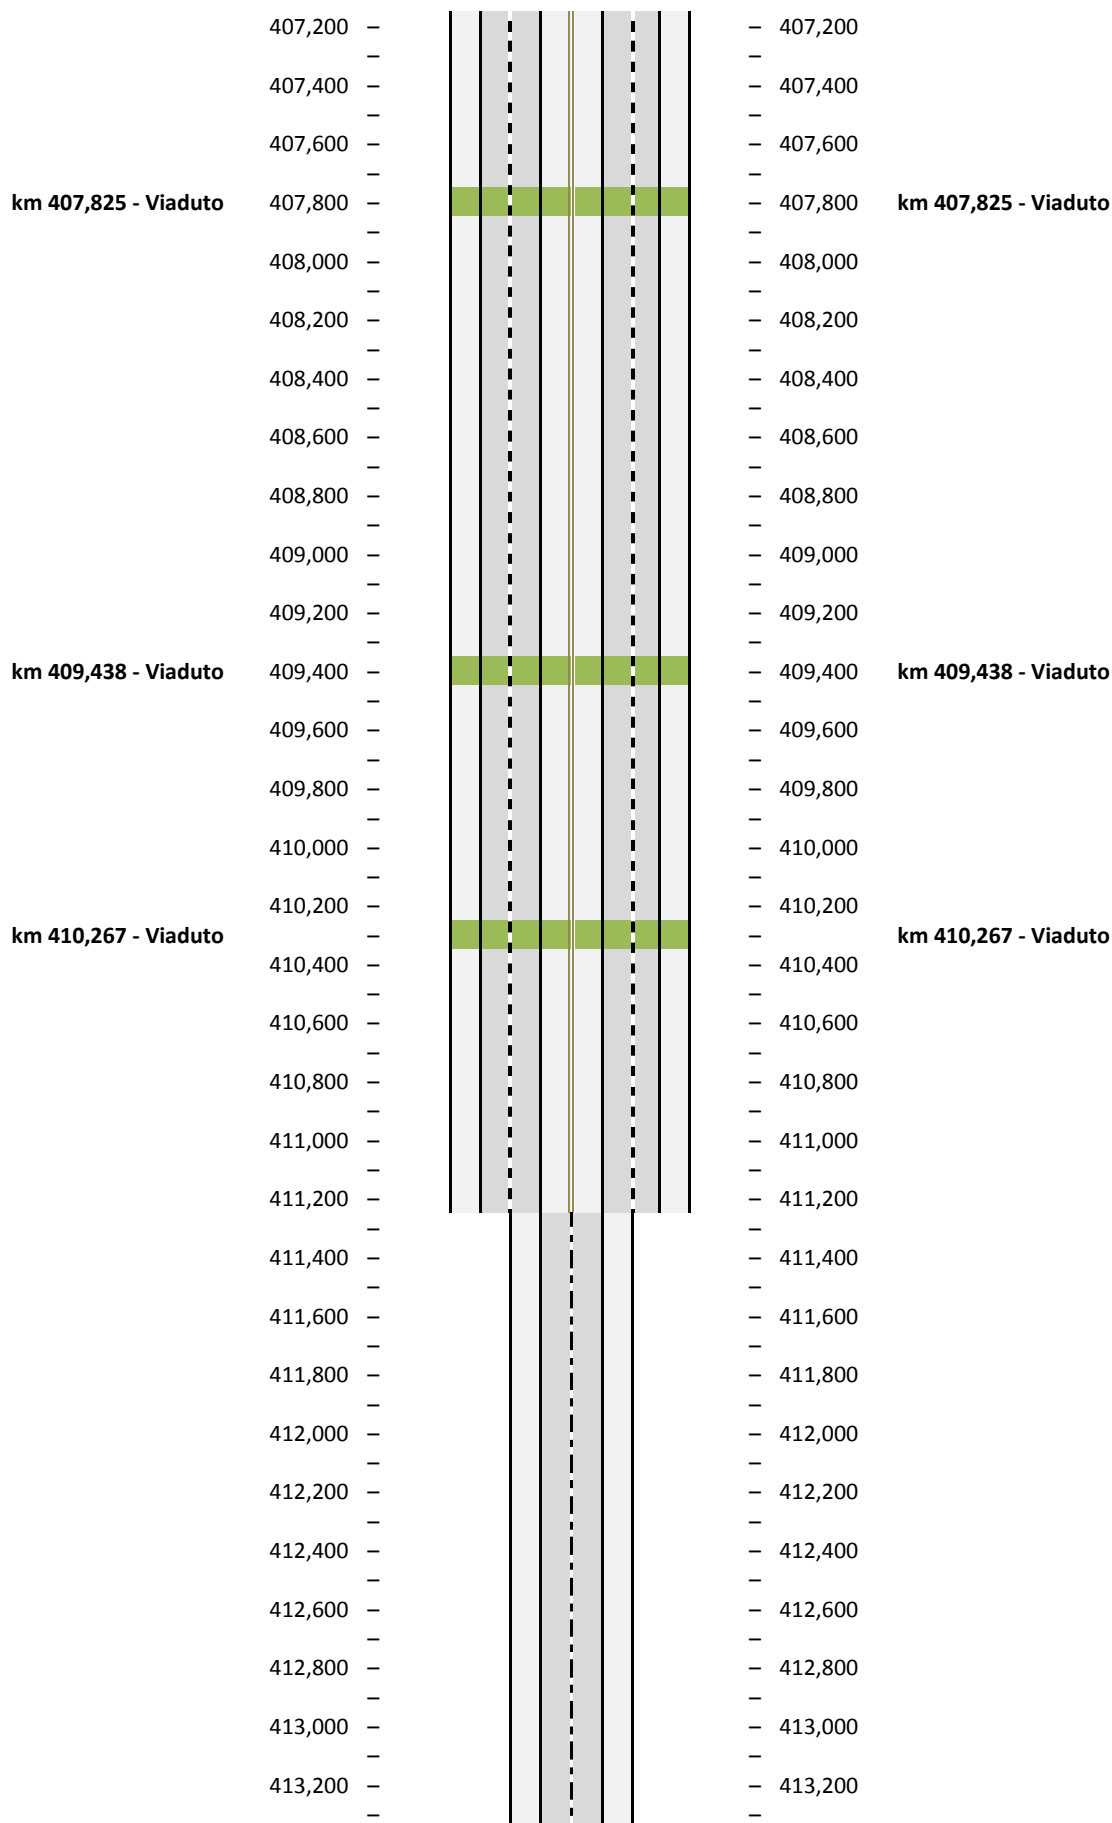 407,200 – – 407,200
– –
407,400 – – 407,400
– –
407,600 – – 407,600
– –
km 407,825 - Viaduto 407,800 – – 407,800 km 407,825 - Viaduto
– –
408,000 – – 408,000
– –
408,200 – – 408,200
– –
408,400 – – 408,400
– –
408,600 – – 408,600
– –
408,800 – – 408,800
– –
409,000 – – 409,000
– –
409,200 – – 409,200
– –
km 409,438 - Viaduto 409,400 – – 409,400 km 409,438 - Viaduto
– –
409,600 – – 409,600
– –
409,800 – – 409,800
– –
410,000 – – 410,000
– –
410,200 – – 410,200
km 410,267 - Viaduto – – km 410,267 - Viaduto
410,400 – – 410,400
– –
410,600 – – 410,600
– –
410,800 – – 410,800
– –
411,000 – – 411,000
– –
411,200 – – 411,200
– –
411,400 – – 411,400
– –
411,600 – – 411,600
– –
411,800 – – 411,800
– –
412,000 – – 412,000
– –
412,200 – – 412,200
– –
412,400 – – 412,400
– –
412,600 – – 412,600
– –
412,800 – – 412,800
– –
413,000 – – 413,000
– –
413,200 – – 413,200
– –